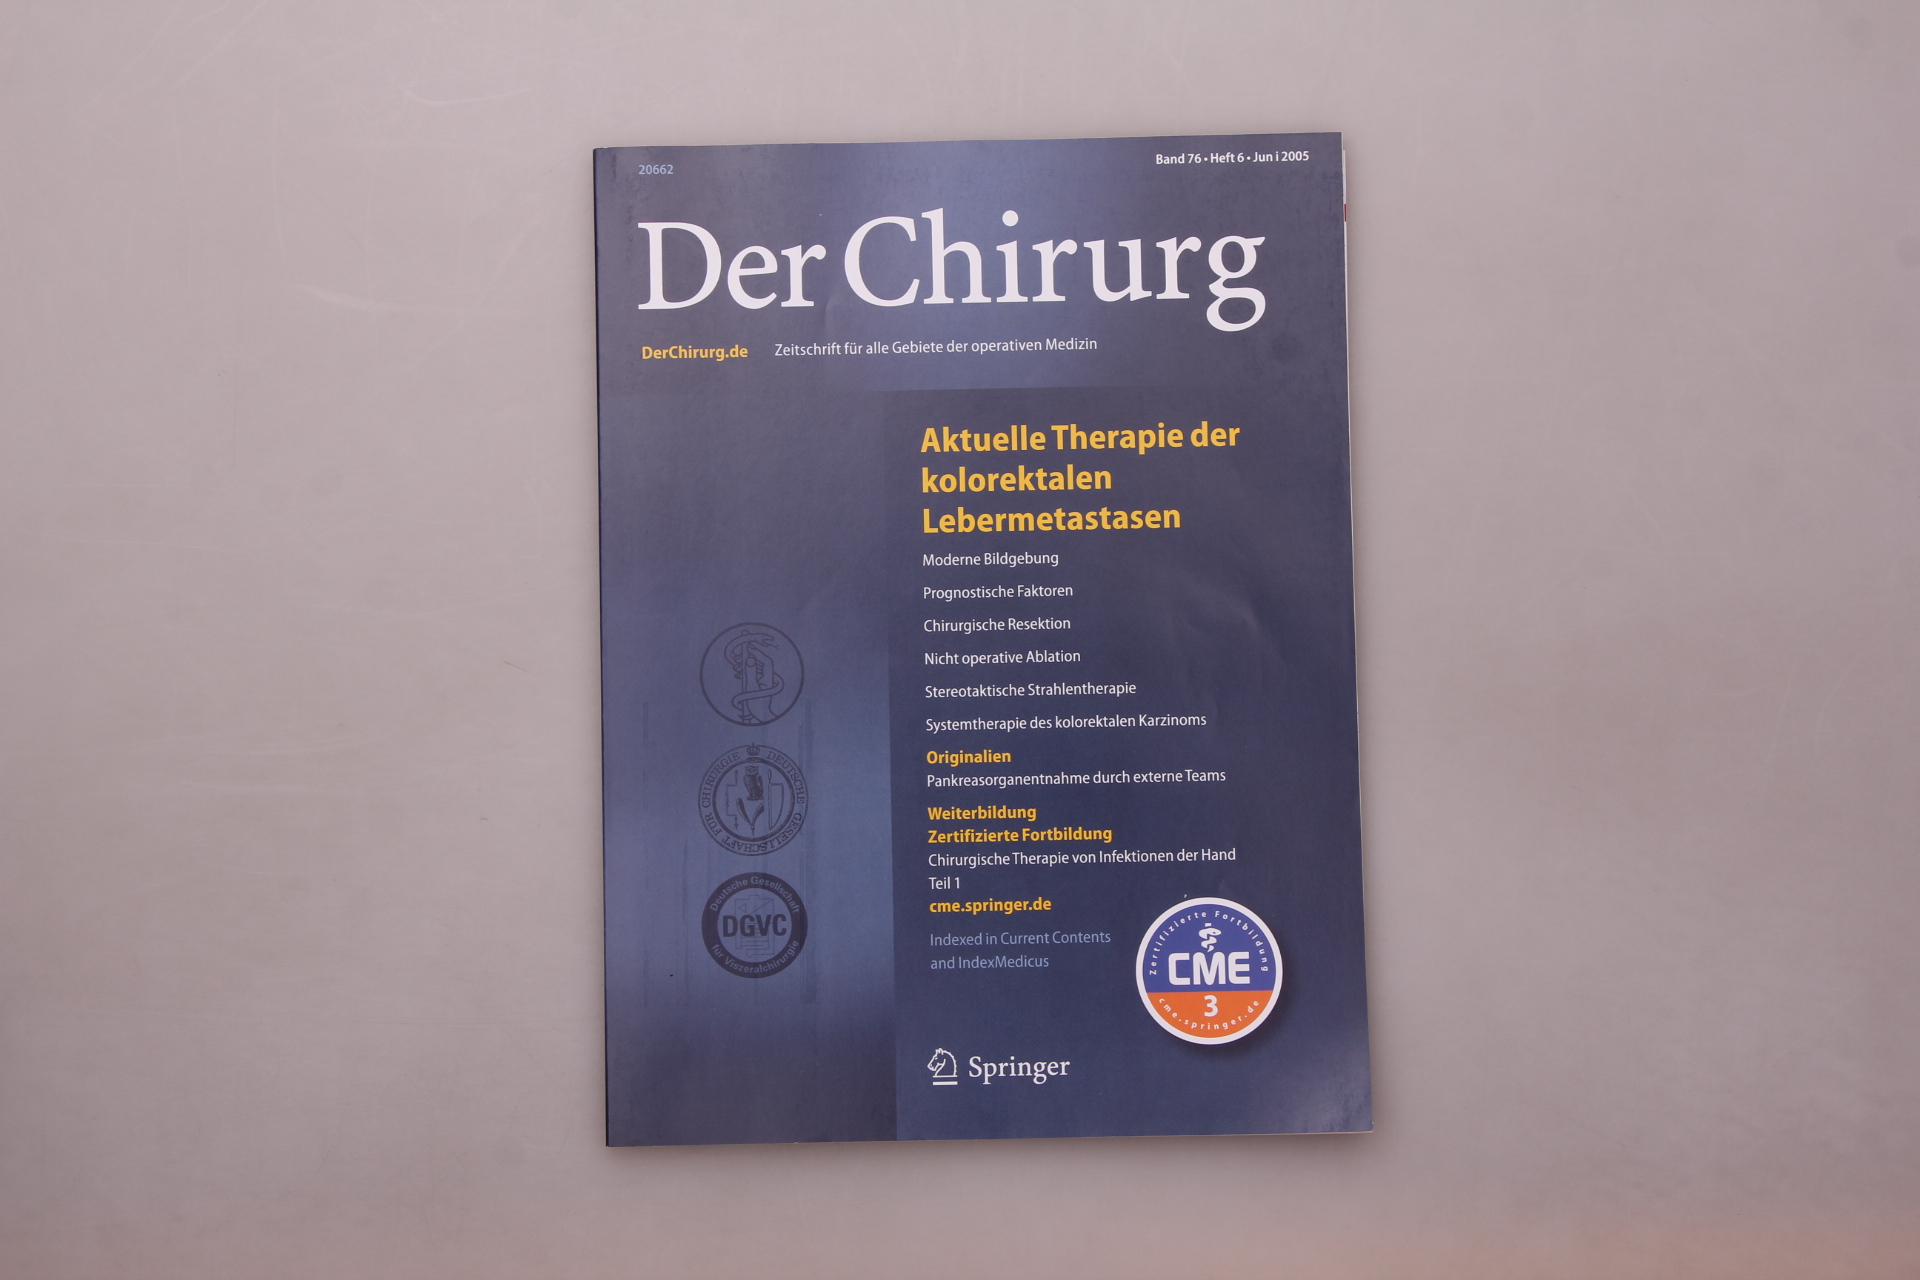 20662
Band 76 • Heft 6 • Juni 2005
Der Chirurg
DerChirurg.de
Zeitschrift für alle Gebiete der operativen Medizin
Aktuelle Therapie der
kolorektalen
Lebermetastasen
Moderne Bildgebung
Prognostische Faktoren
Chirurgische Resektion
Nicht operative Ablation
Stereotaktische Strahlentherapie
Systemtherapie des kolorektalen Karzinoms
Originalien
Pankreasorganentnahme durch externe Teams
Weiterbildung
Zertifizierte Fortbildung
Chirurgische Therapie von Infektionen der Hand
Teil 1
cme.springer.de
Indexed in Current Contents
and IndexMedicus
DEUTSCHE GESELLSCHAFT FÜR CHIRURGIE
Deutsche Gesellschaft
DGVC
für Viszeralchirurgie
Zertifizierte Fortbildung
CME
3
cme.springer.de
Springer